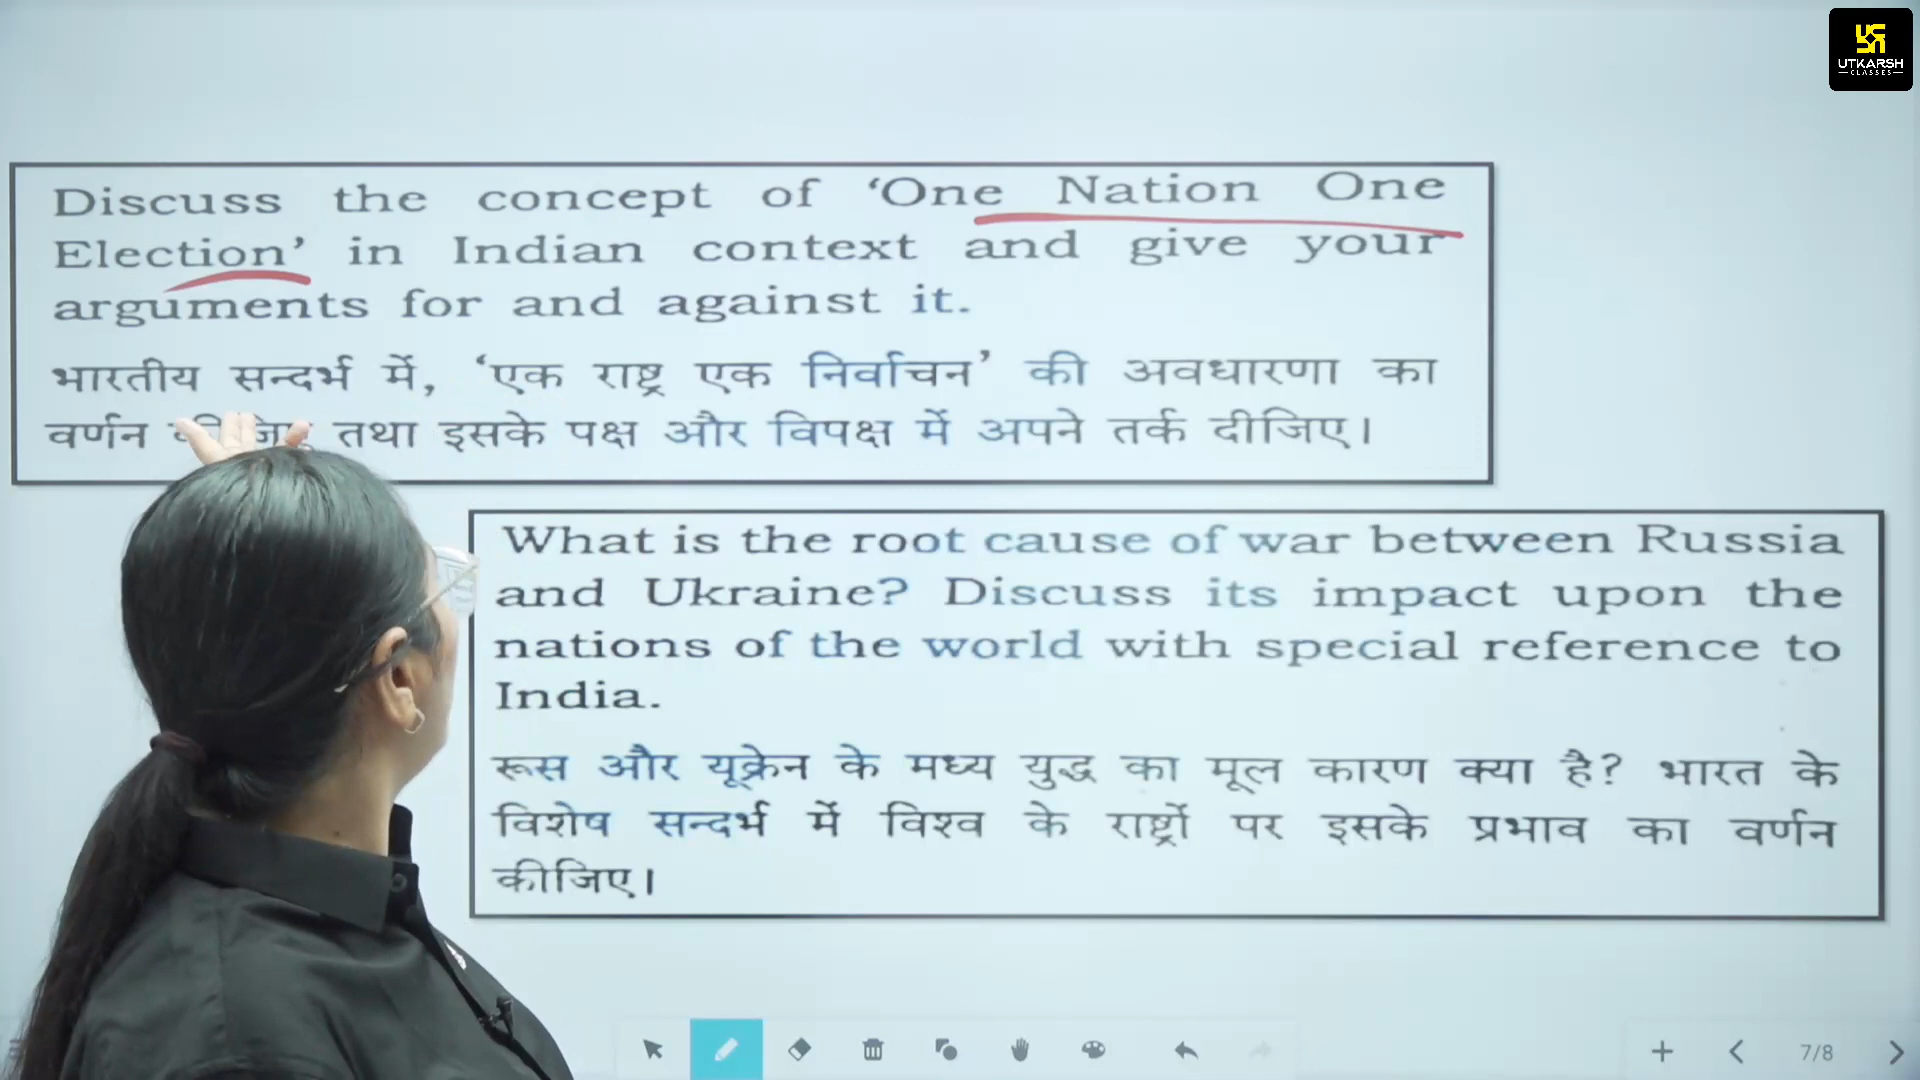 UTKARSH
CLASSES
Discuss the concept of ‘One Nation One
Election’ in Indian context and give your
arguments for and against it.
भारतीय सन्दर्भ में, ‘एक राष्ट्र एक निर्वाचन’ की अवधारणा का
वर्णन तथा इसके पक्ष और विपक्ष में अपने तर्क दीजिए।
What is the root cause of war between Russia
and Ukraine? Discuss its impact upon the
nations of the world with special reference to
India.
रूस और यूक्रेन के मध्य युद्ध का मूल कारण क्या है? भारत के
विशेष सन्दर्भ में विश्व के राष्ट्रों पर इसके प्रभाव का वर्णन
कीजिए।
7/8